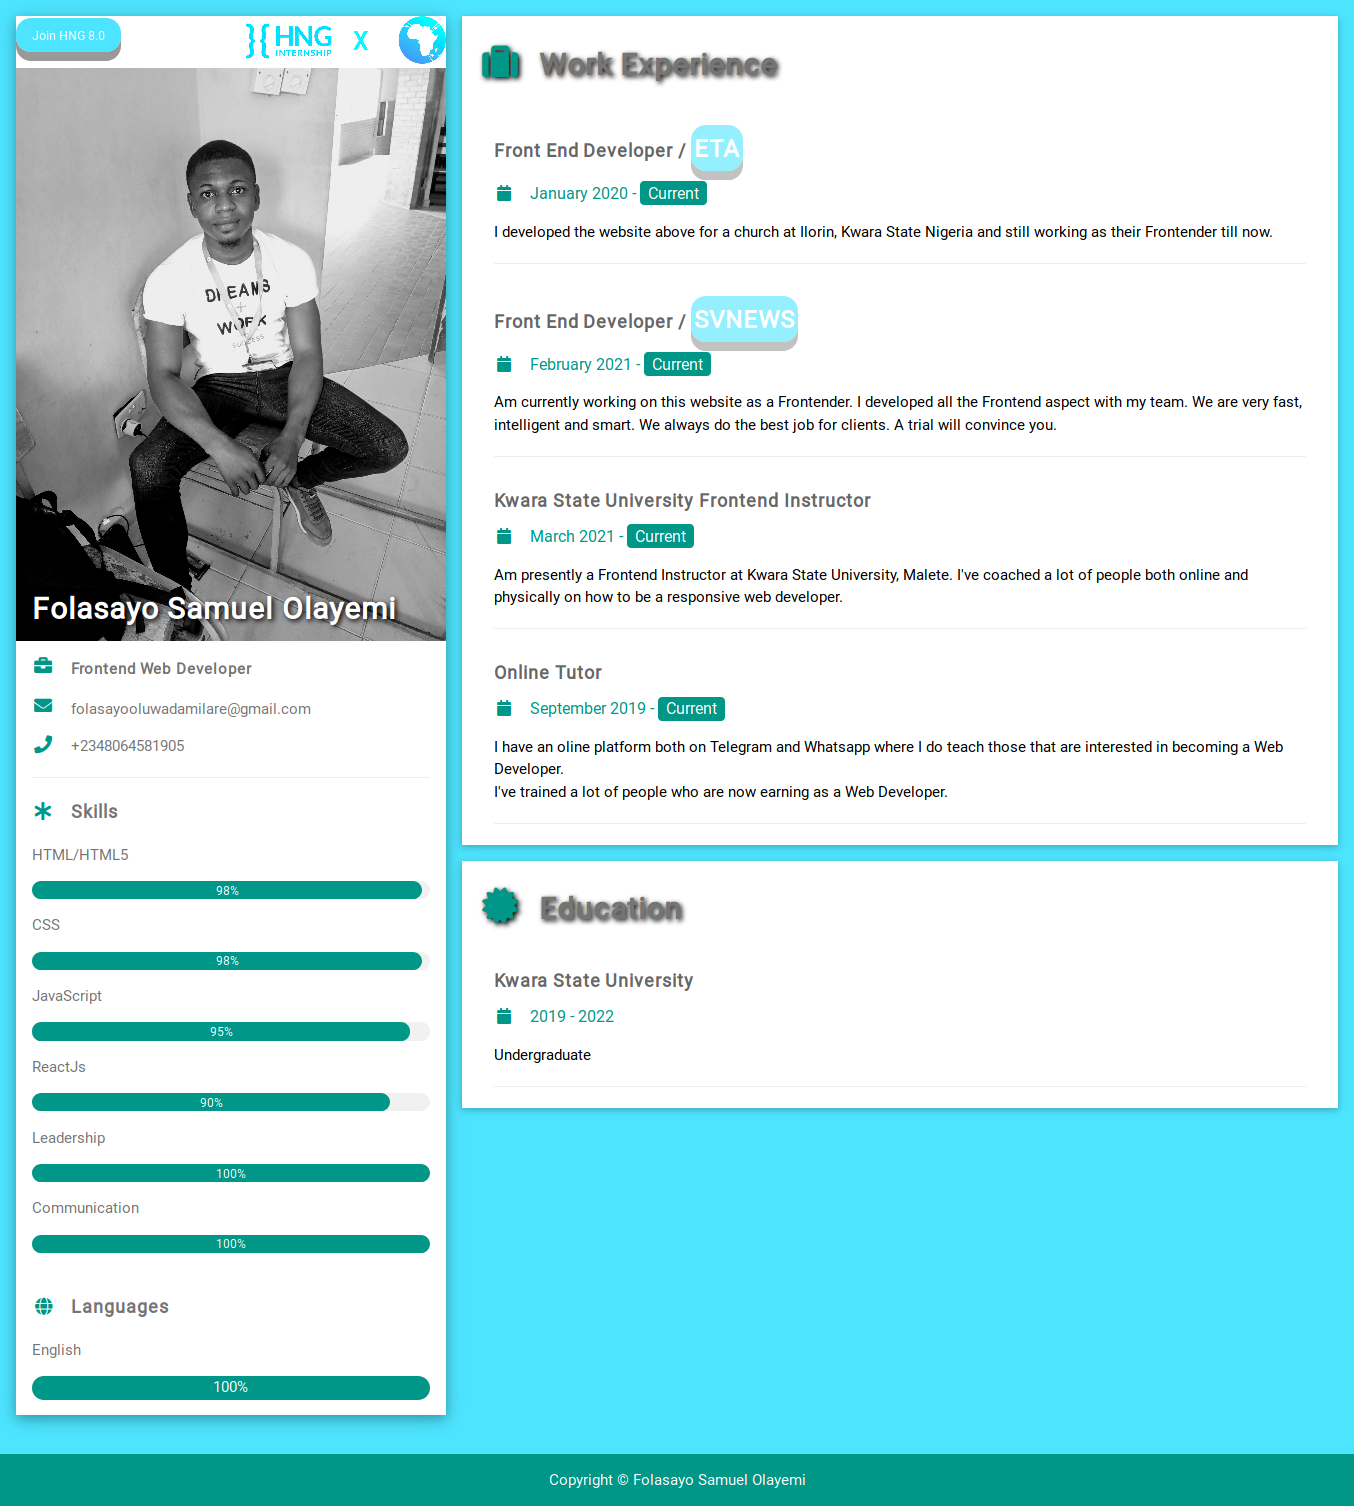 Join HNG 8.0
}{ HNG
INTERNSHIP
X
DREAMS
+
WORK
SUCCESS
Folasayo Samuel Olayemi
Frontend Web Developer
folasayooluwadamilare@gmail.com
+2348064581905
Skills
HTML/HTML5
98%
CSS
98%
JavaScript
95%
ReactJs
90%
Leadership
100%
Communication
100%
Languages
English
100%
Work Experience
Front End Developer / ETA
January 2020 - Current
I developed the website above for a church at Ilorin, Kwara State Nigeria and still working as their Frontender till now.
Front End Developer / SVNEWS
February 2021 - Current
Am currently working on this website as a Frontender. I developed all the Frontend aspect with my team. We are very fast,
intelligent and smart. We always do the best job for clients. A trial will convince you.
Kwara State University Frontend Instructor
March 2021 - Current
Am presently a Frontend Instructor at Kwara State University, Malete. I've coached a lot of people both online and
physically on how to be a responsive web developer.
Online Tutor
September 2019 - Current
I have an oline platform both on Telegram and Whatsapp where I do teach those that are interested in becoming a Web
Developer.
I've trained a lot of people who are now earning as a Web Developer.
Education
Kwara State University
2019 - 2022
Undergraduate
Copyright © Folasayo Samuel Olayemi